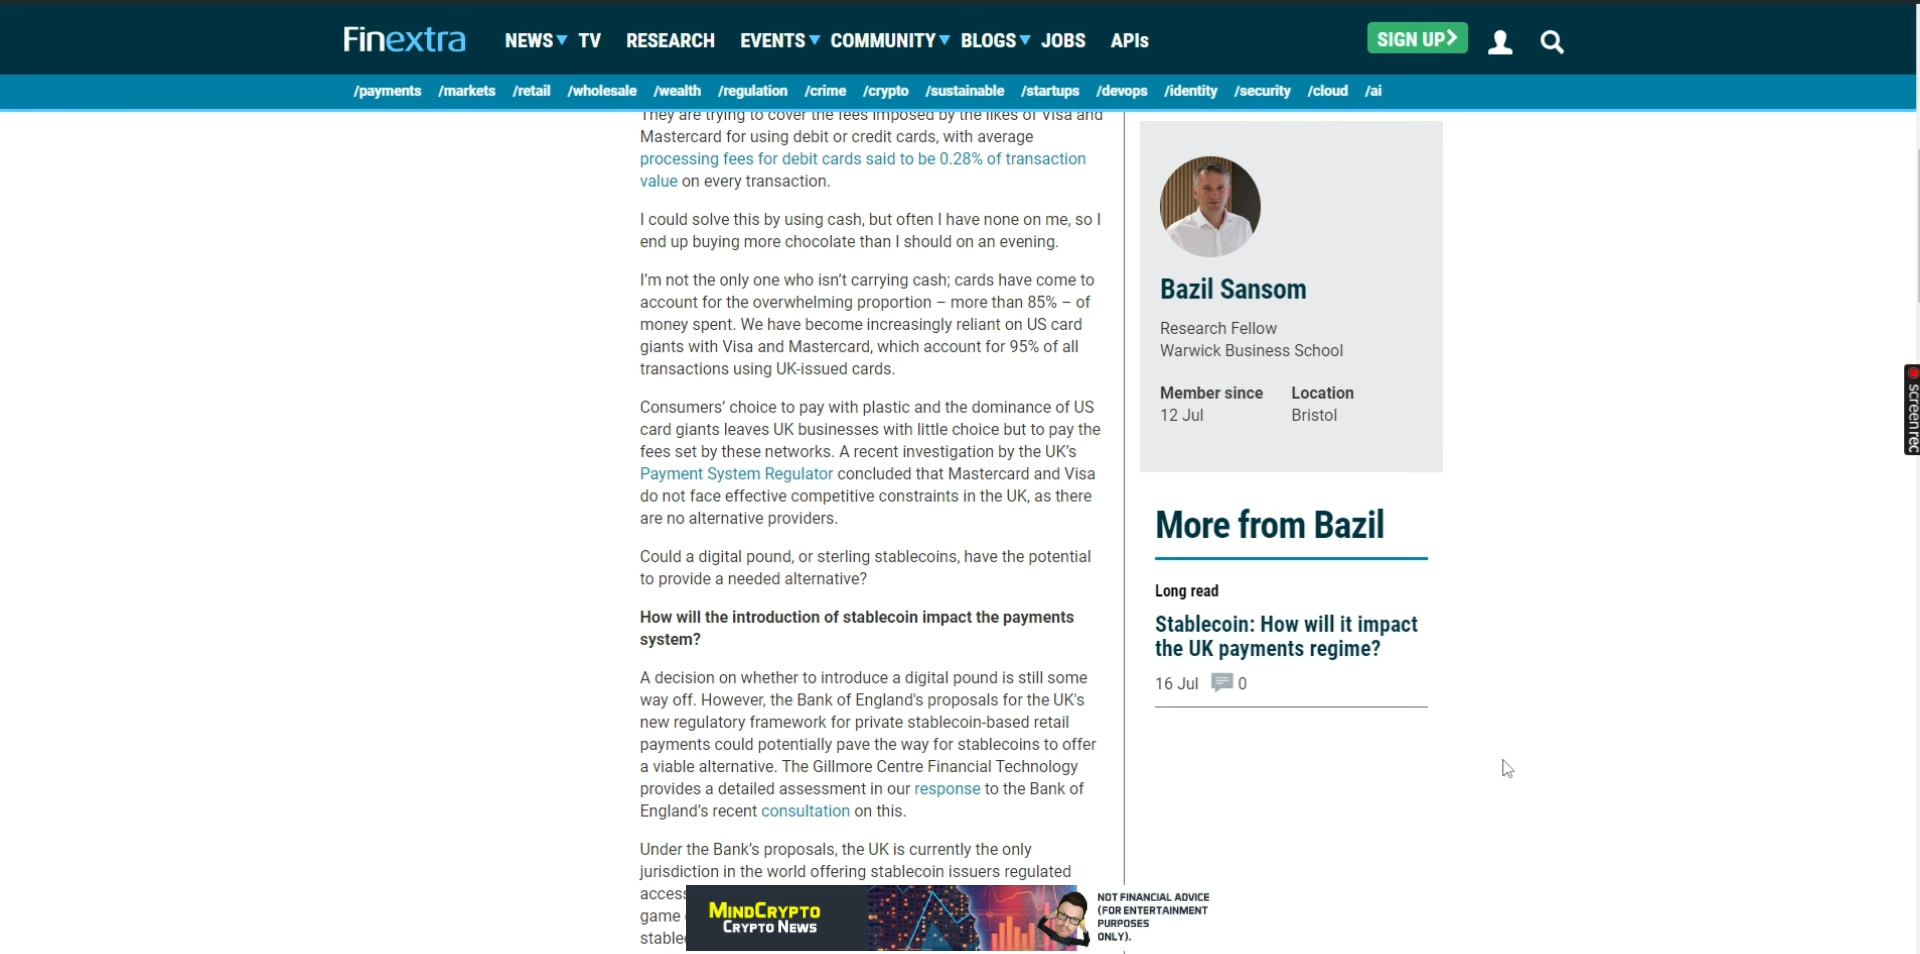 Finextra
NEWS TV RESEARCH EVENTS COMMUNITY BLOGS JOBS APIs
SIGN UP
/payments /markets /retail /wholesale /wealth /regulation /crime /crypto /sustainable /startups /devops /identity /security /cloud /ai
They are trying to cover the fees imposed by the likes of Visa and
Mastercard for using debit or credit cards, with average
processing fees for debit cards said to be 0.28% of transaction
value on every transaction.
I could solve this by using cash, but often I have none on me, so I
end up buying more chocolate than I should on an evening.
I'm not the only one who isn't carrying cash; cards have come to
account for the overwhelming proportion – more than 85% – of
money spent. We have become increasingly reliant on US card
giants with Visa and Mastercard, which account for 95% of all
transactions using UK-issued cards.
Consumers' choice to pay with plastic and the dominance of US
card giants leaves UK businesses with little choice but to pay the
fees set by these networks. A recent investigation by the UK's
Payment System Regulator concluded that Mastercard and Visa
do not face effective competitive constraints in the UK, as there
are no alternative providers.
Could a digital pound, or sterling stablecoins, have the potential
to provide a needed alternative?
How will the introduction of stablecoin impact the payments
system?
A decision on whether to introduce a digital pound is still some
way off. However, the Bank of England's proposals for the UK's
new regulatory framework for private stablecoin-based retail
payments could potentially pave the way for stablecoins to offer
a viable alternative. The Gillmore Centre Financial Technology
provides a detailed assessment in our response to the Bank of
England's recent consultation on this.
Under the Bank's proposals, the UK is currently the only
jurisdiction in the world offering stablecoin issuers regulated
game
Bazil Sansom
Research Fellow
Warwick Business School
Member since Location
12 Jul Bristol
More from Bazil
Long read
Stablecoin: How will it impact
the UK payments regime?
16 Jul 0
screenrec
MINDCRYPTO
CRYPTO NEWS
NOT FINANCIAL ADVICE
(FOR ENTERTAINMENT
PURPOSES
ONLY).